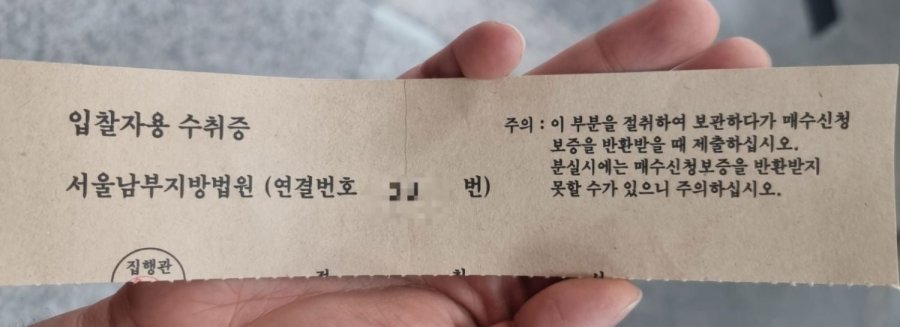 입찰자용 수취증
서울남부지방법원 (연결번호 번)
주의 : 이 부분을 절취하여 보관하다가 매수신청
보증을 반환받을 때 제출하십시오.
분실시에는 매수신청보증을 반환받지
못할 수가 있으니 주의하십시오.
집행관